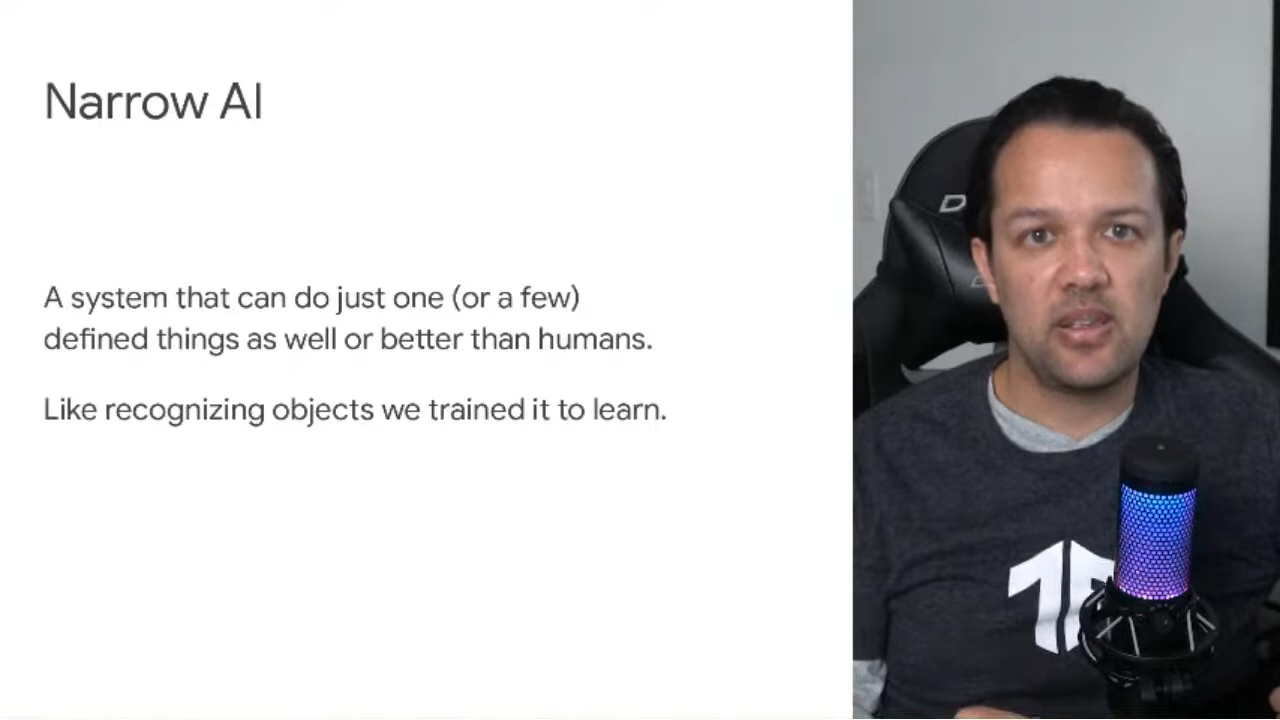 Narrow AI
A system that can do just one (or a few)
defined things as well or better than humans.
Like recognizing objects we trained it to learn.